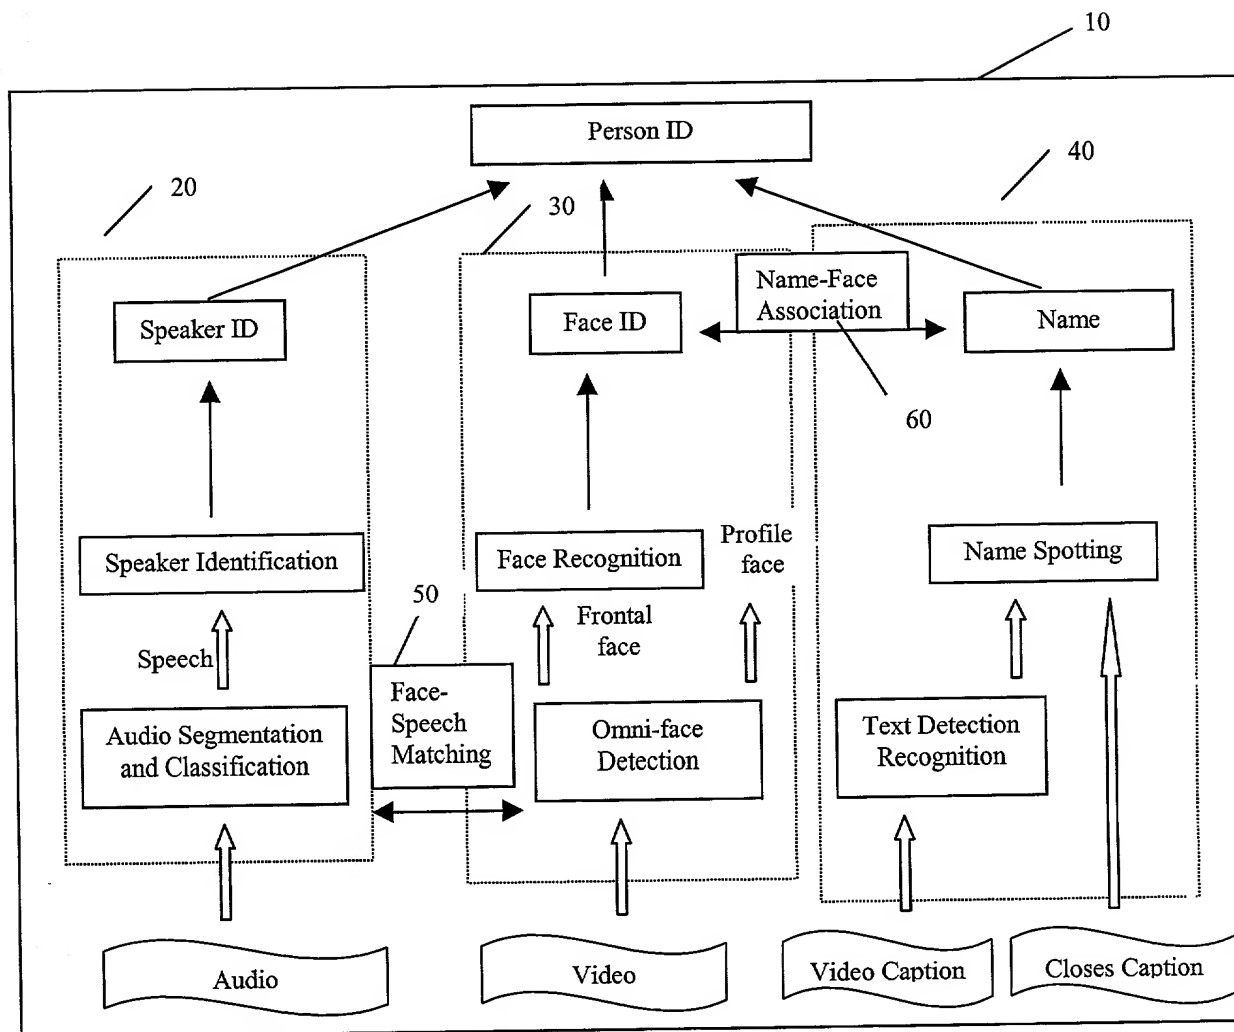 10
Person ID
20
30
40
Speaker ID
Face ID
Name-Face
Association
Name
60
Speaker Identification
Face Recognition
Profile
face
Name Spotting
50
Speech
Frontal
face
Audio Segmentation
and Classification
Face-
Speech
Matching
Omni-face
Detection
Text Detection
Recognition
Audio
Video
Video Caption
Closes Caption